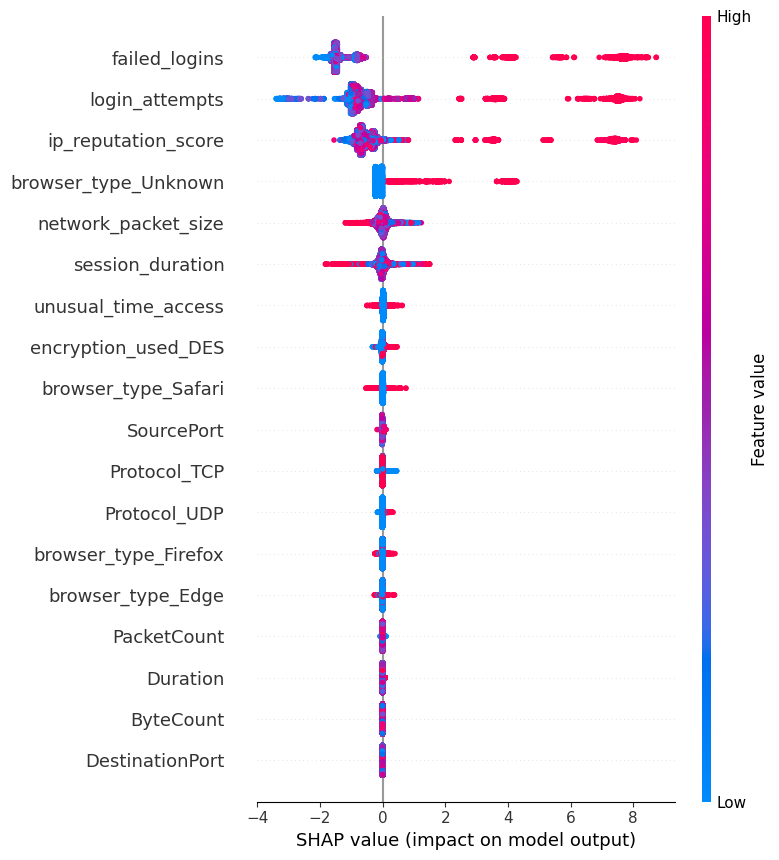 High
failed_logins
login_attempts
ip_reputation_score
browser_type_Unknown
network_packet_size
session_duration
unusual_time_access
encryption_used_DES
browser_type_Safari
SourcePort
Protocol_TCP
Protocol_UDP
browser_type_Firefox
browser_type_Edge
PacketCount
Duration
ByteCount
DestinationPort
Feature value
Low
−4 −2 0 2 4 6 8
SHAP value (impact on model output)